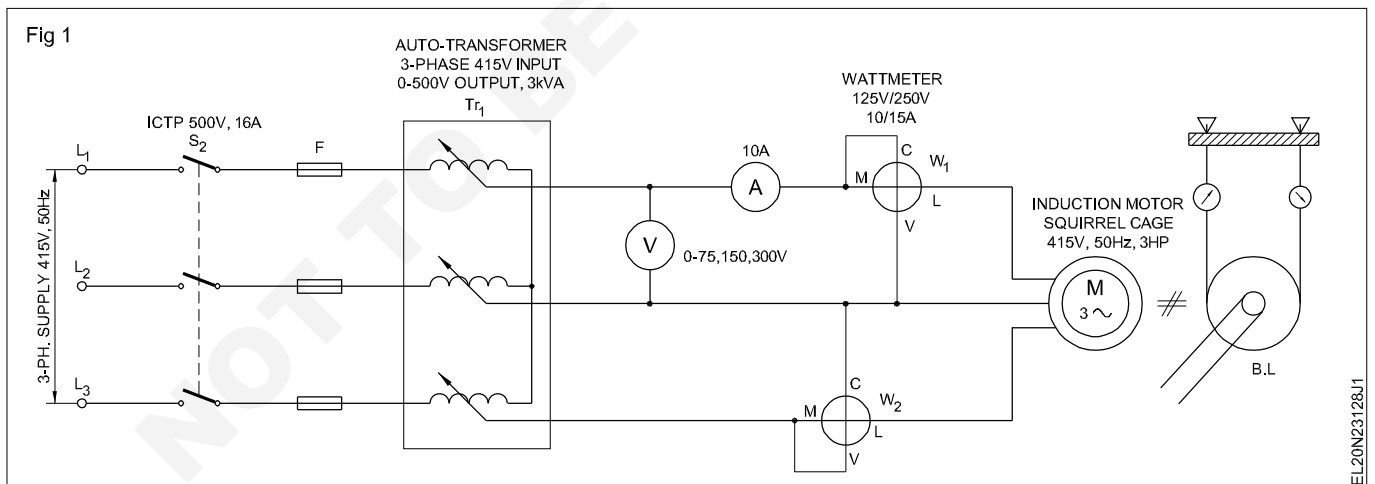 Fig 1
AUTO-TRANSFORMER
3-PHASE 415V INPUT
0-500V OUTPUT, 3kVA
Tr1
ICTP 500V, 16A
S2
F
L1
L2
L3
3-PH. SUPPLY 415V, 50Hz
V
0-75,150,300V
10A
A
WATTMETER
125V/250V
10/15A
C
W1
M
L
V
C
W2
M
L
V
INDUCTION MOTOR
SQUIRREL CAGE
415V, 50Hz, 3HP
M
3~
B.L
EL20N23128J1
NOT TO BE